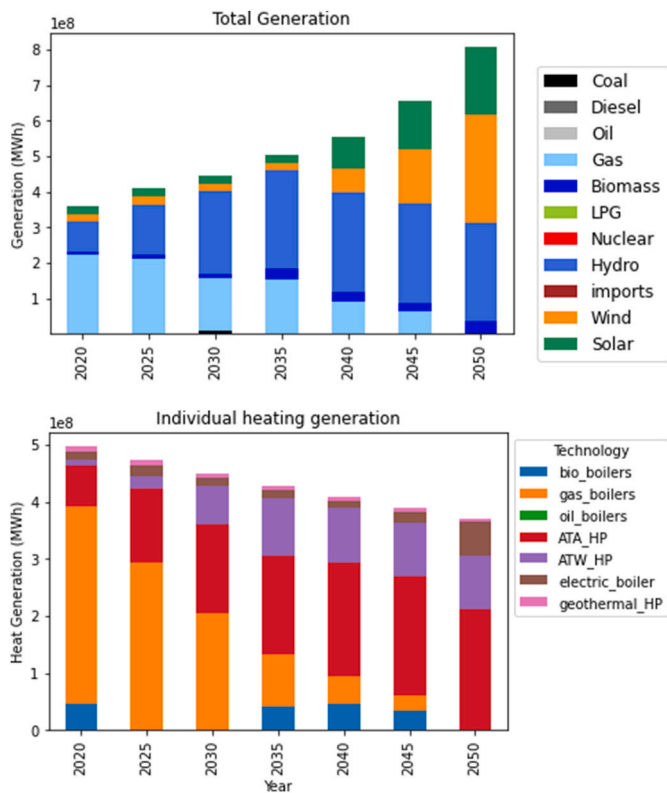 Total Generation
1e8
8
7
6
5
4
3
2
1
Generation (MWh)
2020
2025
2030
2035
2040
2045
2050
Coal
Diesel
Oil
Gas
Biomass
LPG
Nuclear
Hydro
imports
Wind
Solar
Individual heating generation
1e8
5
4
3
2
1
0
Heat Generation (MWh)
2020
2025
2030
2035
2040
2045
2050
Year
Technology
bio_boilers
gas_boilers
oil_boilers
ATA_HP
ATW_HP
electric_boiler
geothermal_HP